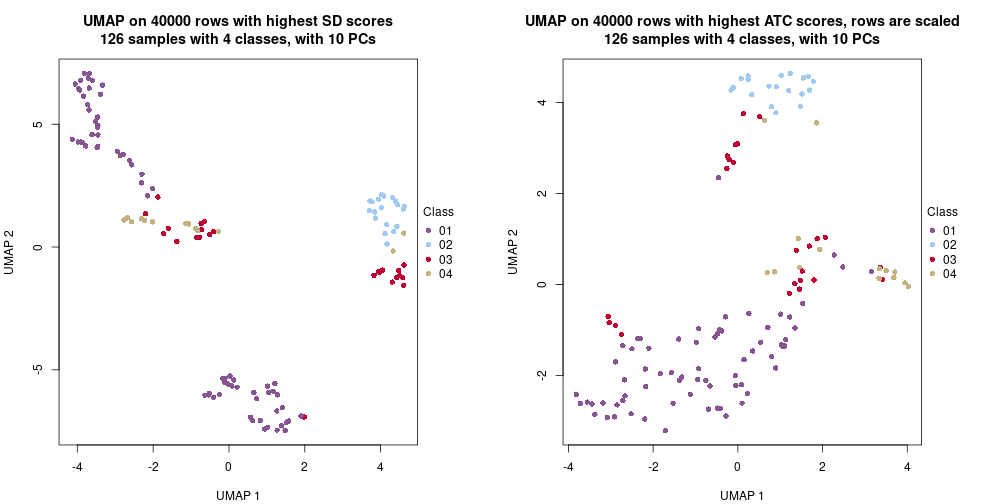 UMAP on 40000 rows with highest SD scores
126 samples with 4 classes, with 10 PCs
5
0
-5
UMAP 2
-4
-2
0
2
4
UMAP 1
Class
01
02
03
04
UMAP on 40000 rows with highest ATC scores, rows are scaled
126 samples with 4 classes, with 10 PCs
4
2
0
-2
UMAP 2
-4
-2
0
2
4
UMAP 1
Class
01
02
03
04